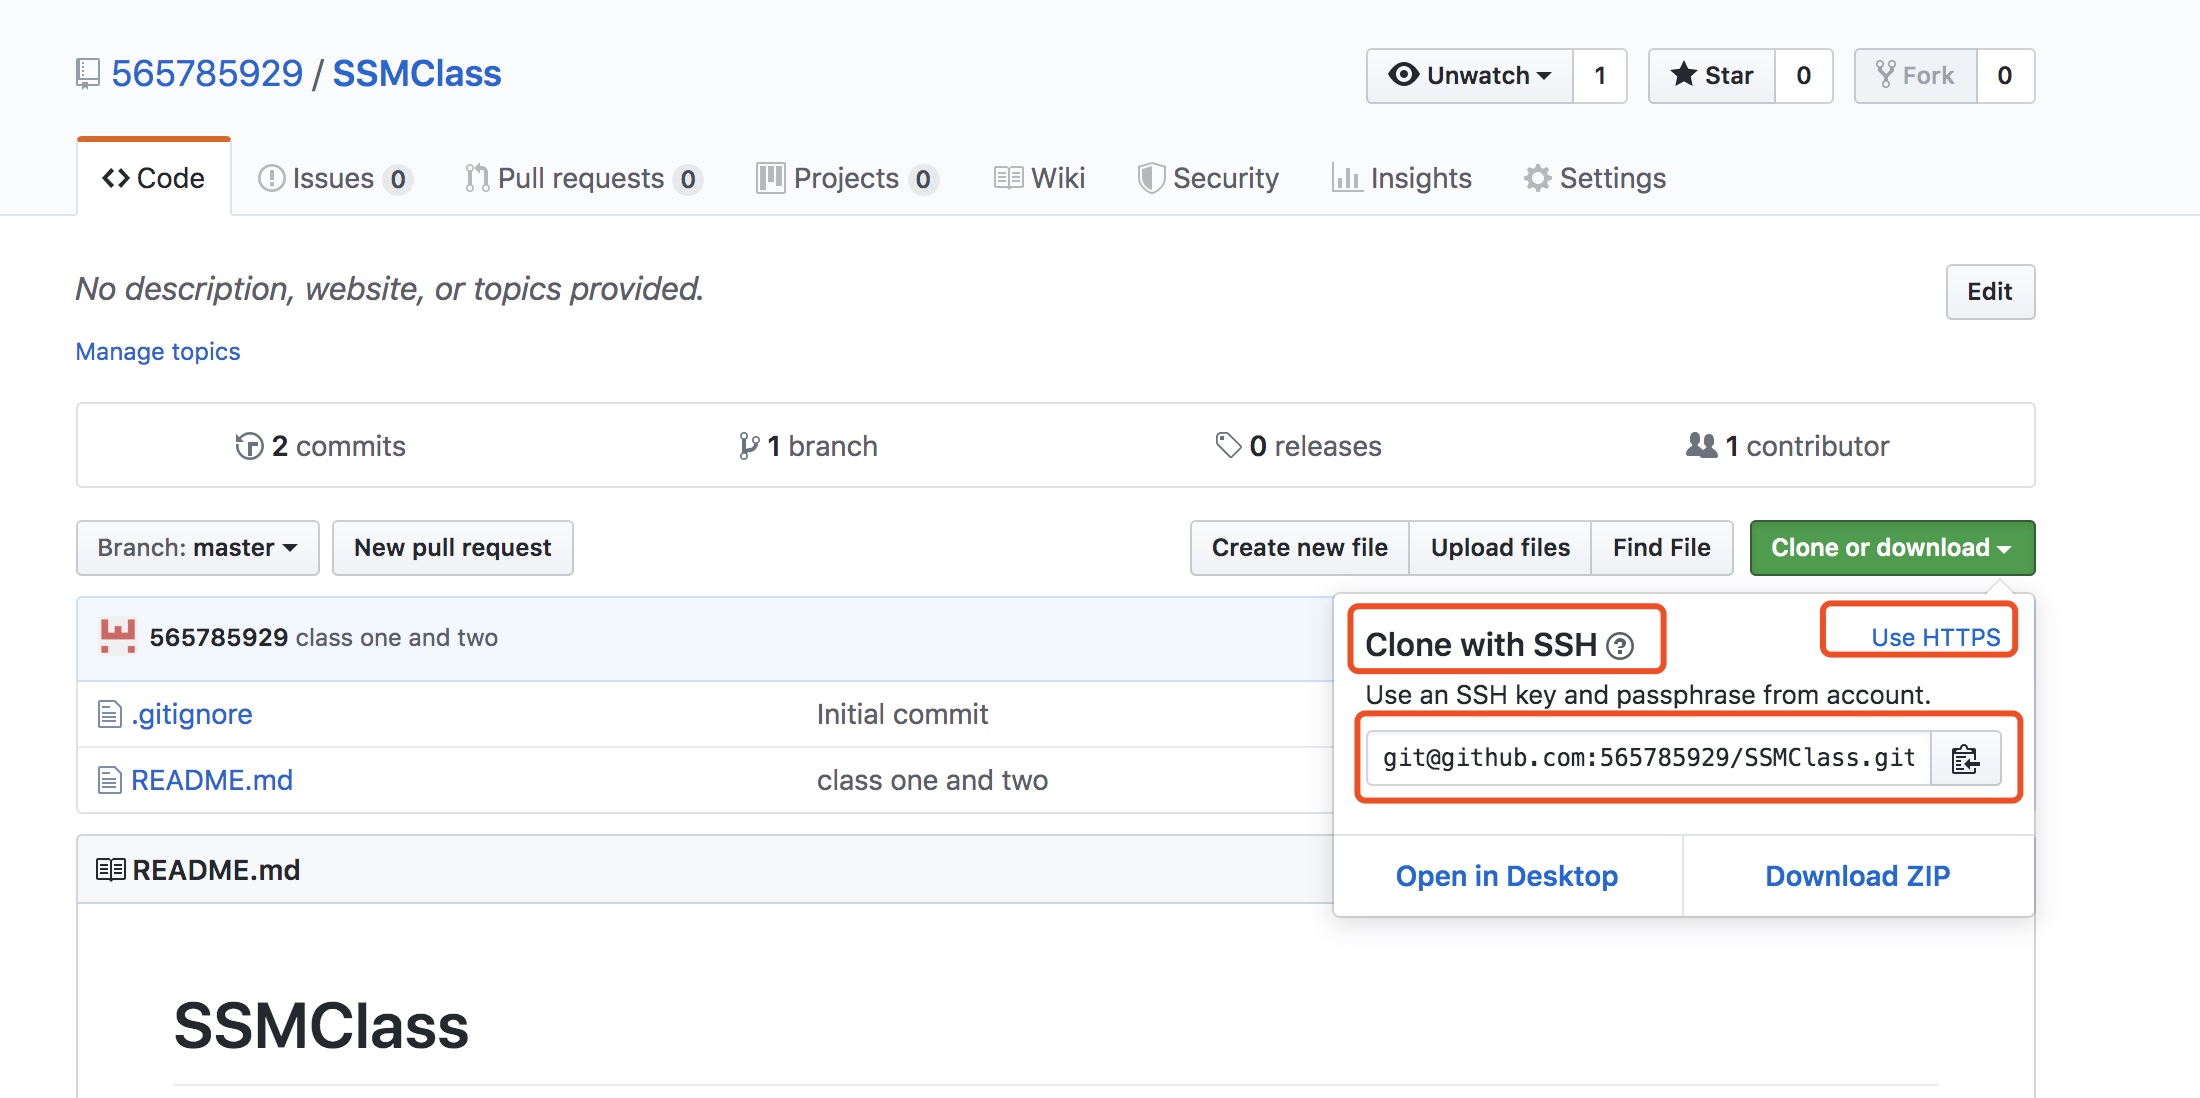 565785929 / SSMClass
Unwatch 1 Star 0 Fork 0
Code Issues 0 Pull requests 0 Projects 0 Wiki Security Insights Settings
No description, website, or topics provided.
Edit
Manage topics
2 commits 1 branch 0 releases 1 contributor
Branch: master New pull request Create new file Upload files Find File Clone or download
565785929 class one and two
Clone with SSH Use HTTPS
Use an SSH key and passphrase from account.
.gitignore Initial commit
git@github.com:565785929/SSMClass.git
README.md class one and two
README.md
Open in Desktop Download ZIP
SSMClass